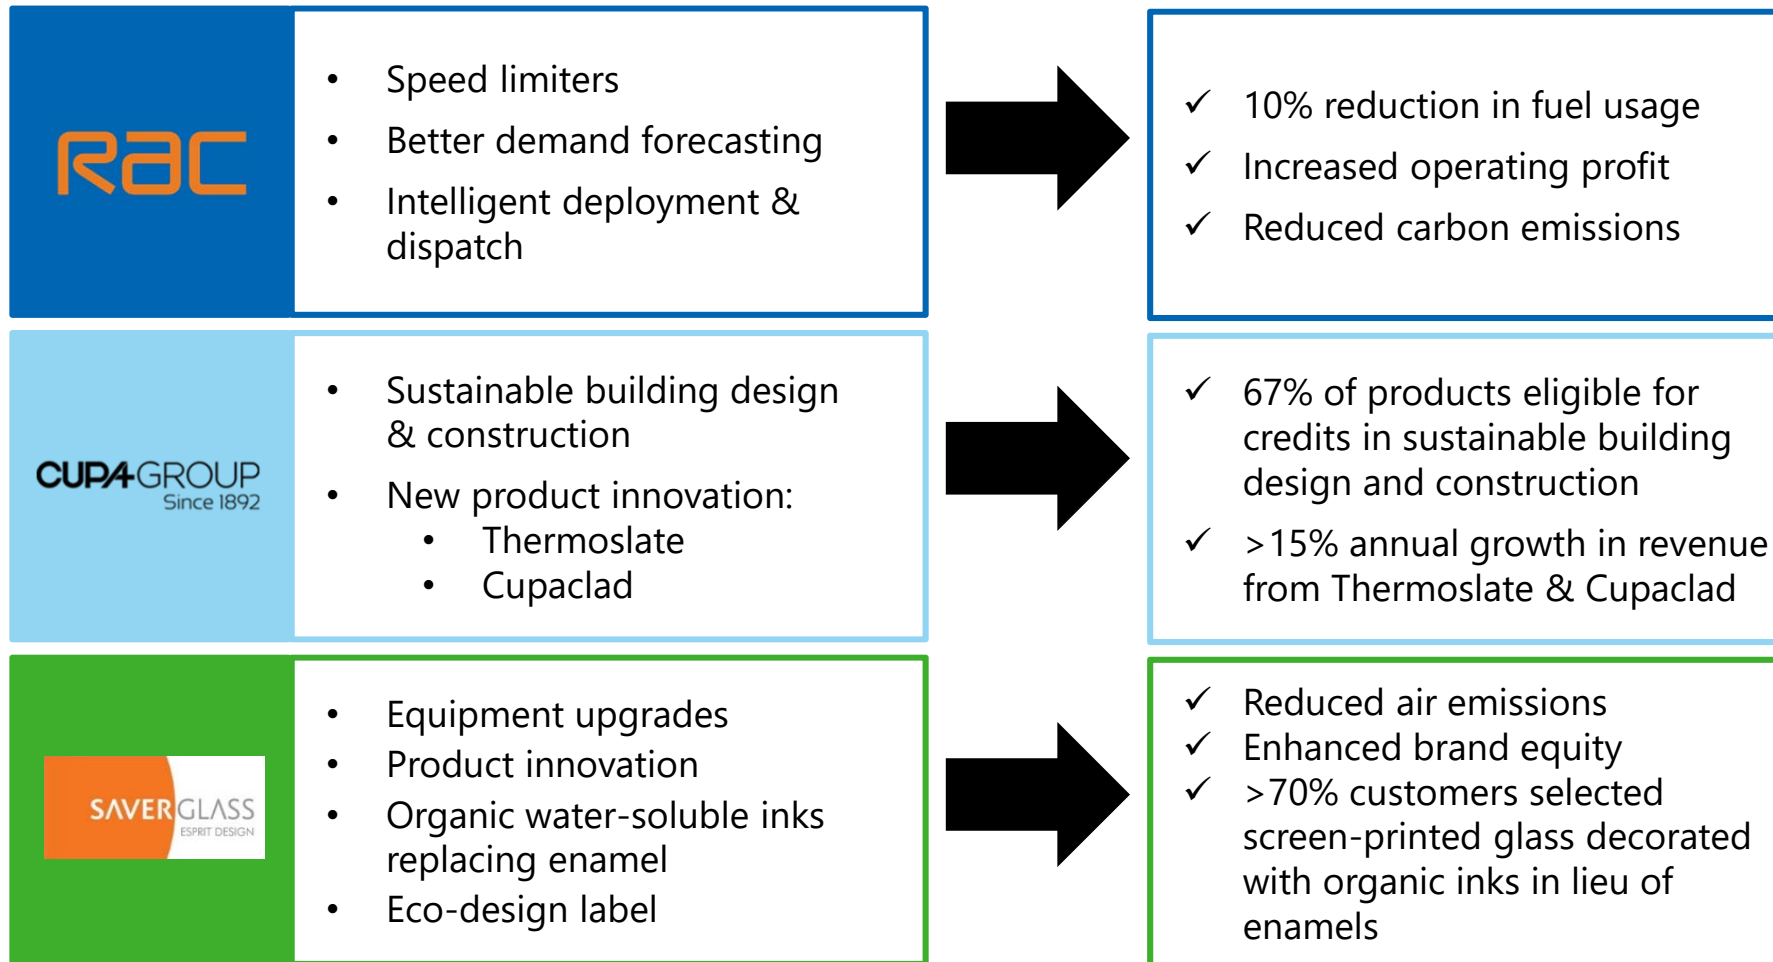 RAC
• Speed limiters
• Better demand forecasting
• Intelligent deployment &
dispatch
✓ 10% reduction in fuel usage
✓ Increased operating profit
✓ Reduced carbon emissions
CUPA GROUP
Since 1892
• Sustainable building design
& construction
• New product innovation:
• Thermoslate
• Cupaclad
✓ 67% of products eligible for
credits in sustainable building
design and construction
✓ >15% annual growth in revenue
from Thermoslate & Cupaclad
SAVERGLASS
ESPRIT DESIGN
• Equipment upgrades
• Product innovation
• Organic water-soluble inks
replacing enamel
• Eco-design label
✓ Reduced air emissions
✓ Enhanced brand equity
✓ >70% customers selected
screen-printed glass decorated
with organic inks in lieu of
enamels